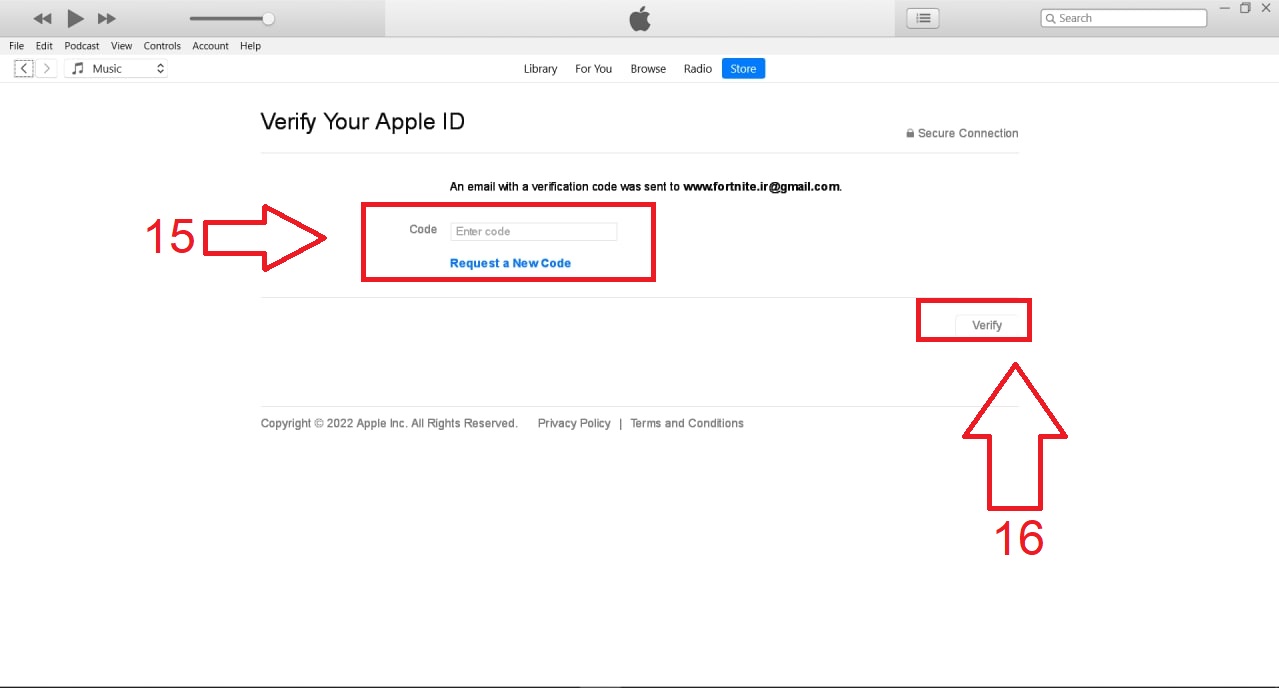 Search
File Edit Podcast View Controls Account Help
Music Library For You Browse Radio Store
Verify Your Apple ID
Secure Connection
An email with a verification code was sent to www.fortnite.ir@gmail.com.
15
Code Enter code
Request a New Code
Verify
Copyright © 2022 Apple Inc. All Rights Reserved. Privacy Policy | Terms and Conditions
16